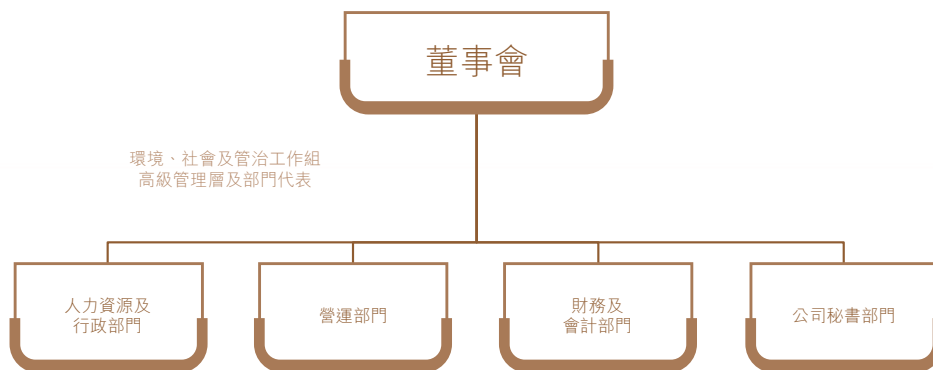 董事會
環境、社會及管治工作組
高級管理層及部門代表
人力資源及
行政部門
營運部門
財務及
會計部門
公司秘書部門